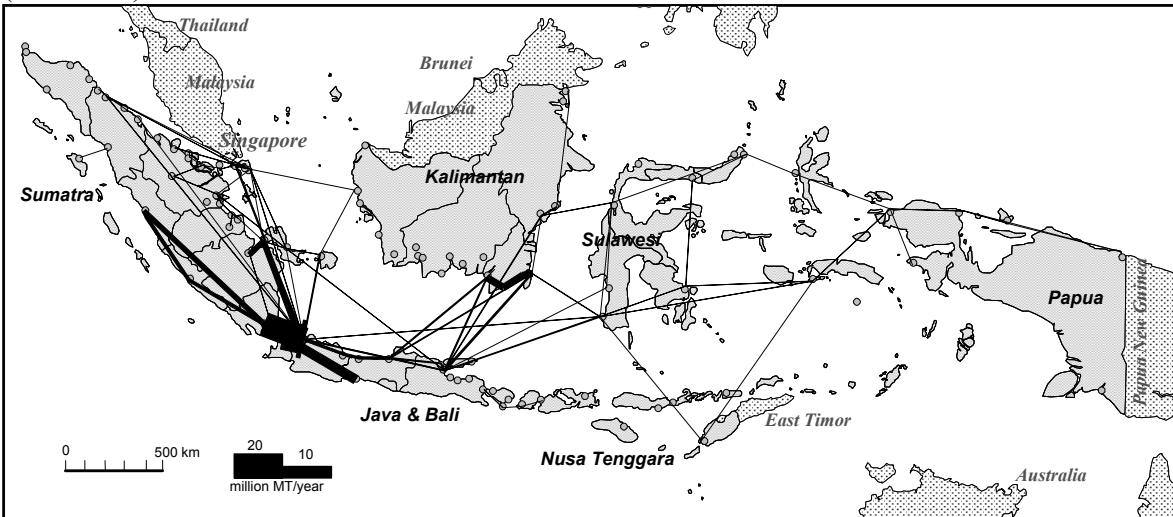 Thailand
Malaysia
Brunei
Malaysia
Singapore
Kalimantan
Sumatra
Sulawesi
Papua
Papua New Guinea
Java & Bali
East Timor
Nusa Tenggara
Australia
0 500 km
20
10
million MT/year